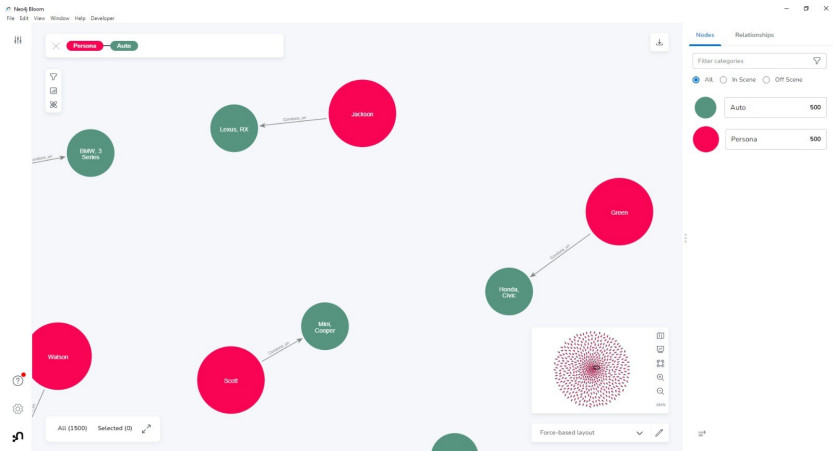 Neo4j Bloom
File Edit View Window Help Developer
Persona Auto
Nodes Relationships
Filter categories
All In Scene Off Scene
Auto 500
Persona 500
Jackson
Lexus, RX
BMW, 3
Series
Green
Honda,
Civic
Mini,
Cooper
Watson
Scott
All (1500) Selected (0)
Force-based layout